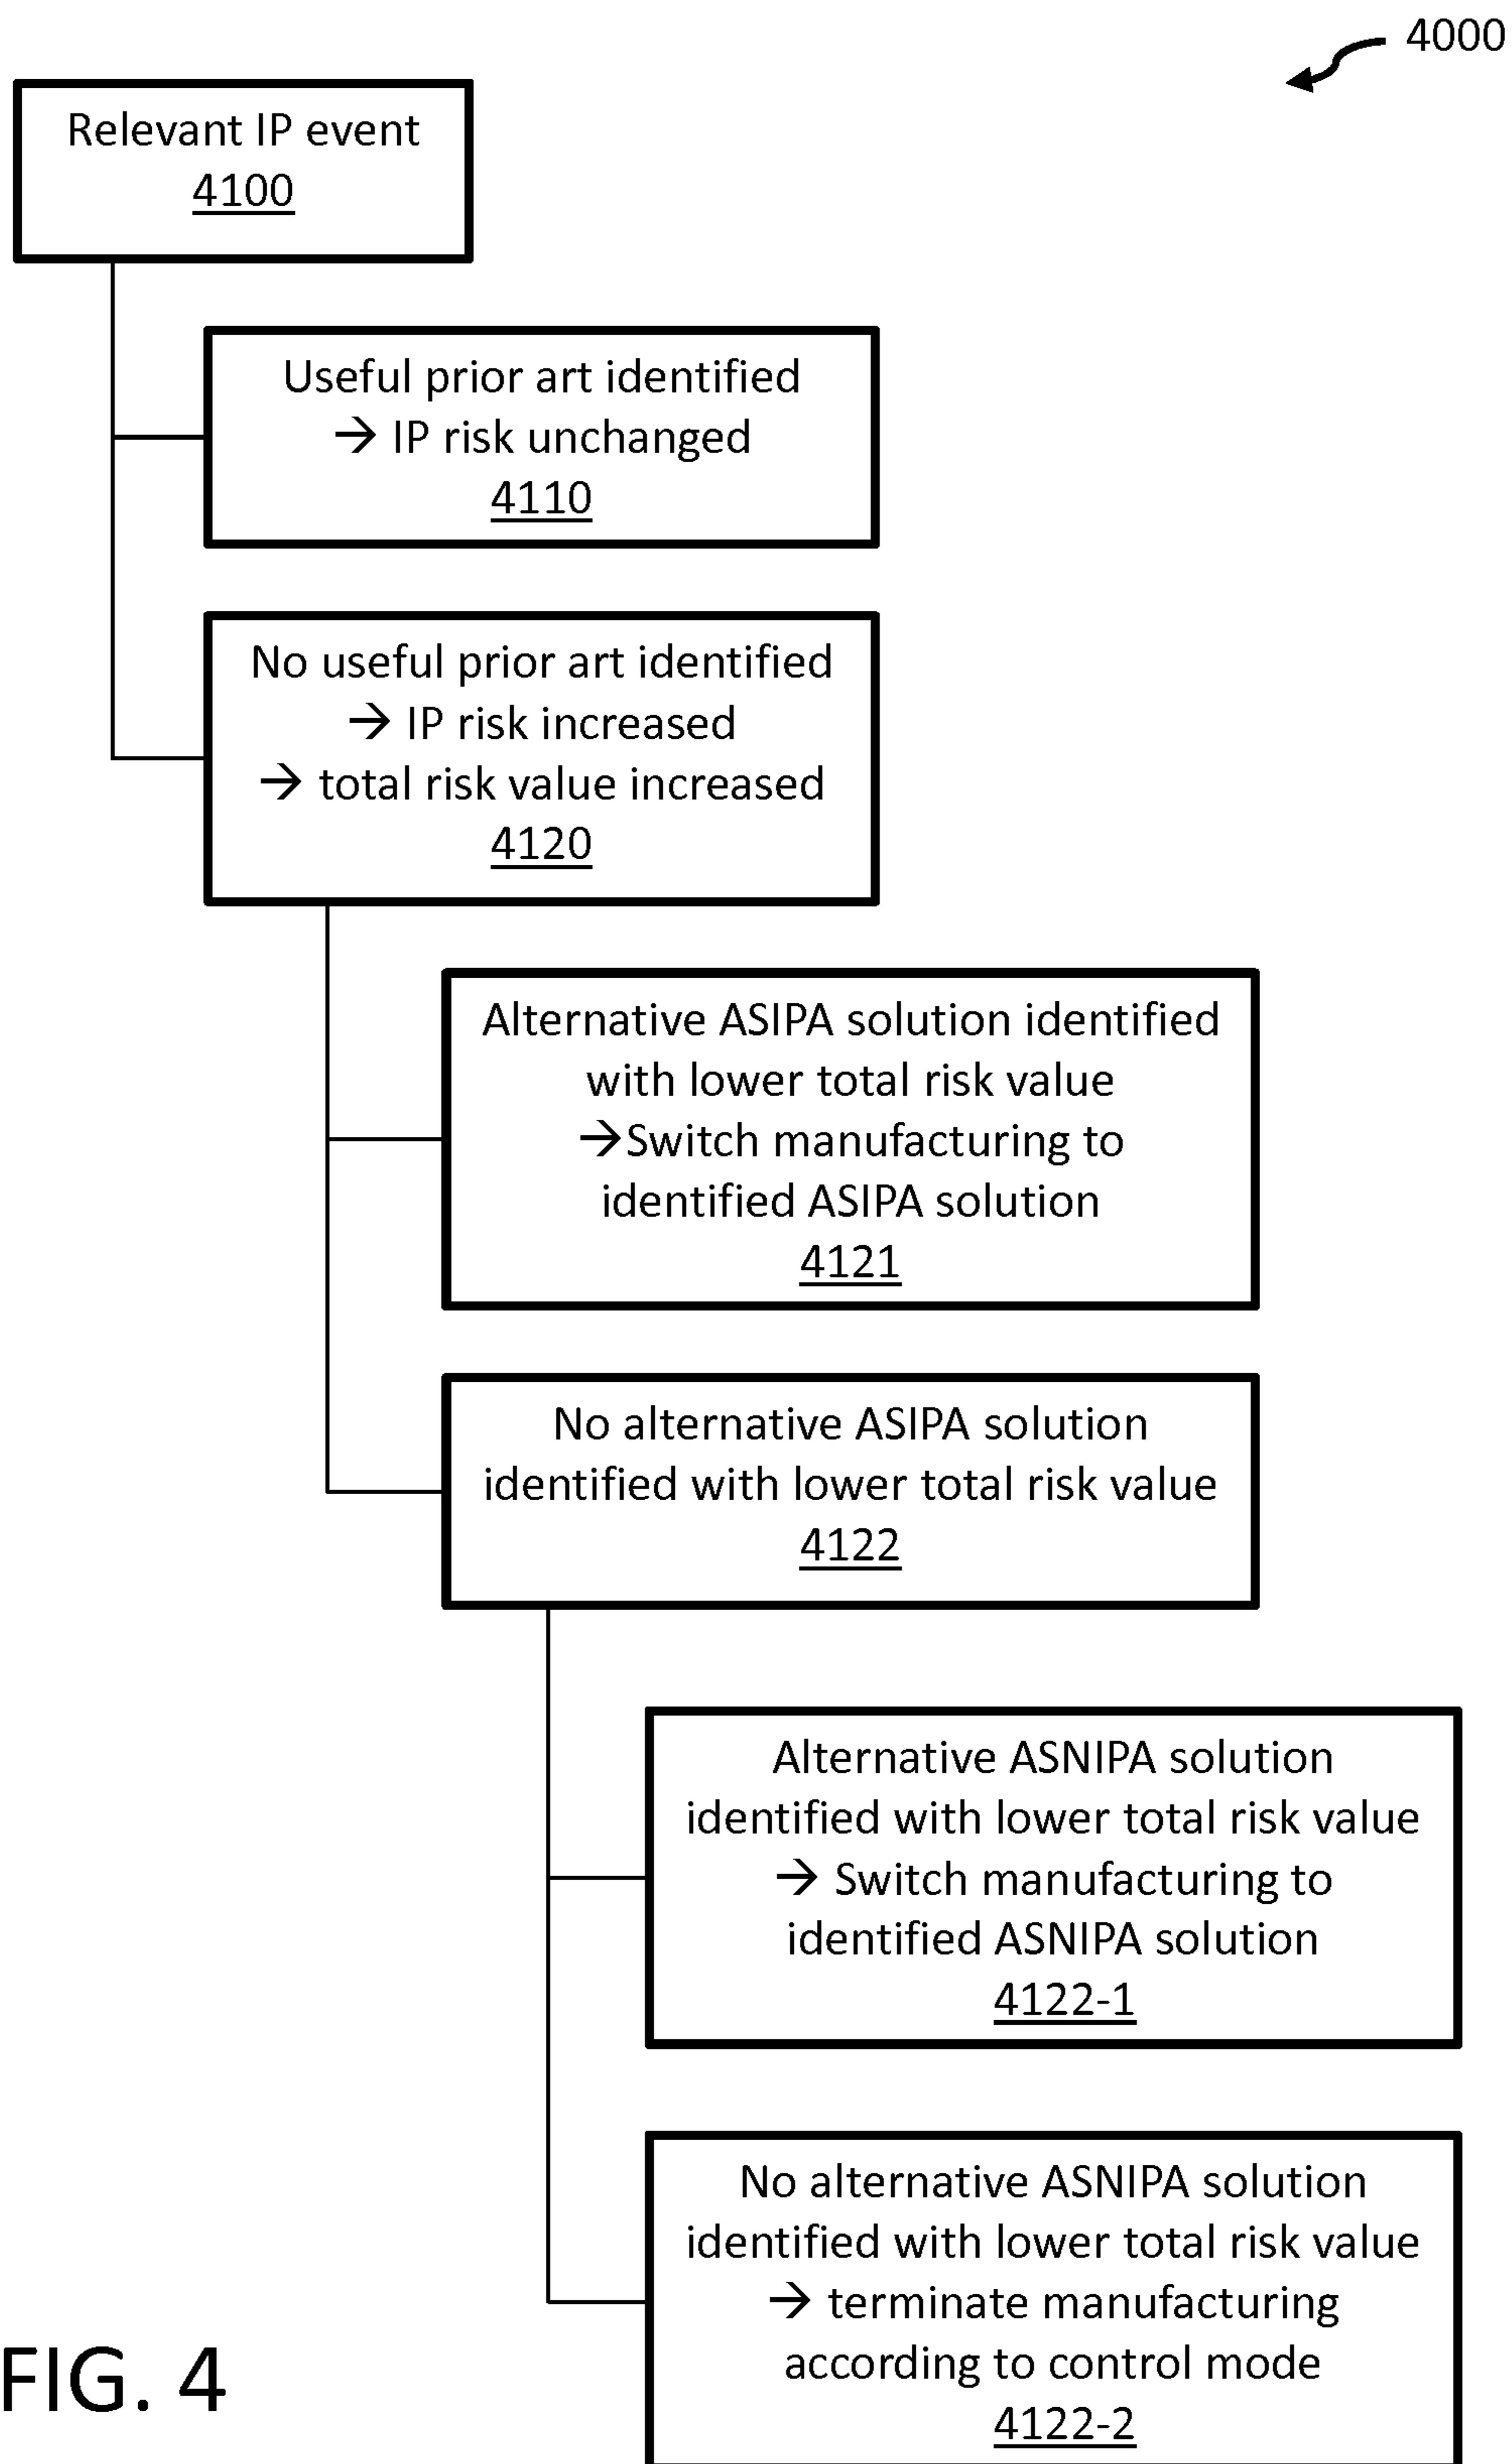 4000
Relevant IP event
4100
Useful prior art identified
→ IP risk unchanged
4110
No useful prior art identified
→ IP risk increased
→ total risk value increased
4120
Alternative ASIPA solution identified
with lower total risk value
→Switch manufacturing to
identified ASIPA solution
4121
No alternative ASIPA solution
identified with lower total risk value
4122
Alternative ASNIPA solution
identified with lower total risk value
→ Switch manufacturing to
identified ASNIPA solution
4122-1
No alternative ASNIPA solution
identified with lower total risk value
→ terminate manufacturing
according to control mode
4122-2
FIG. 4